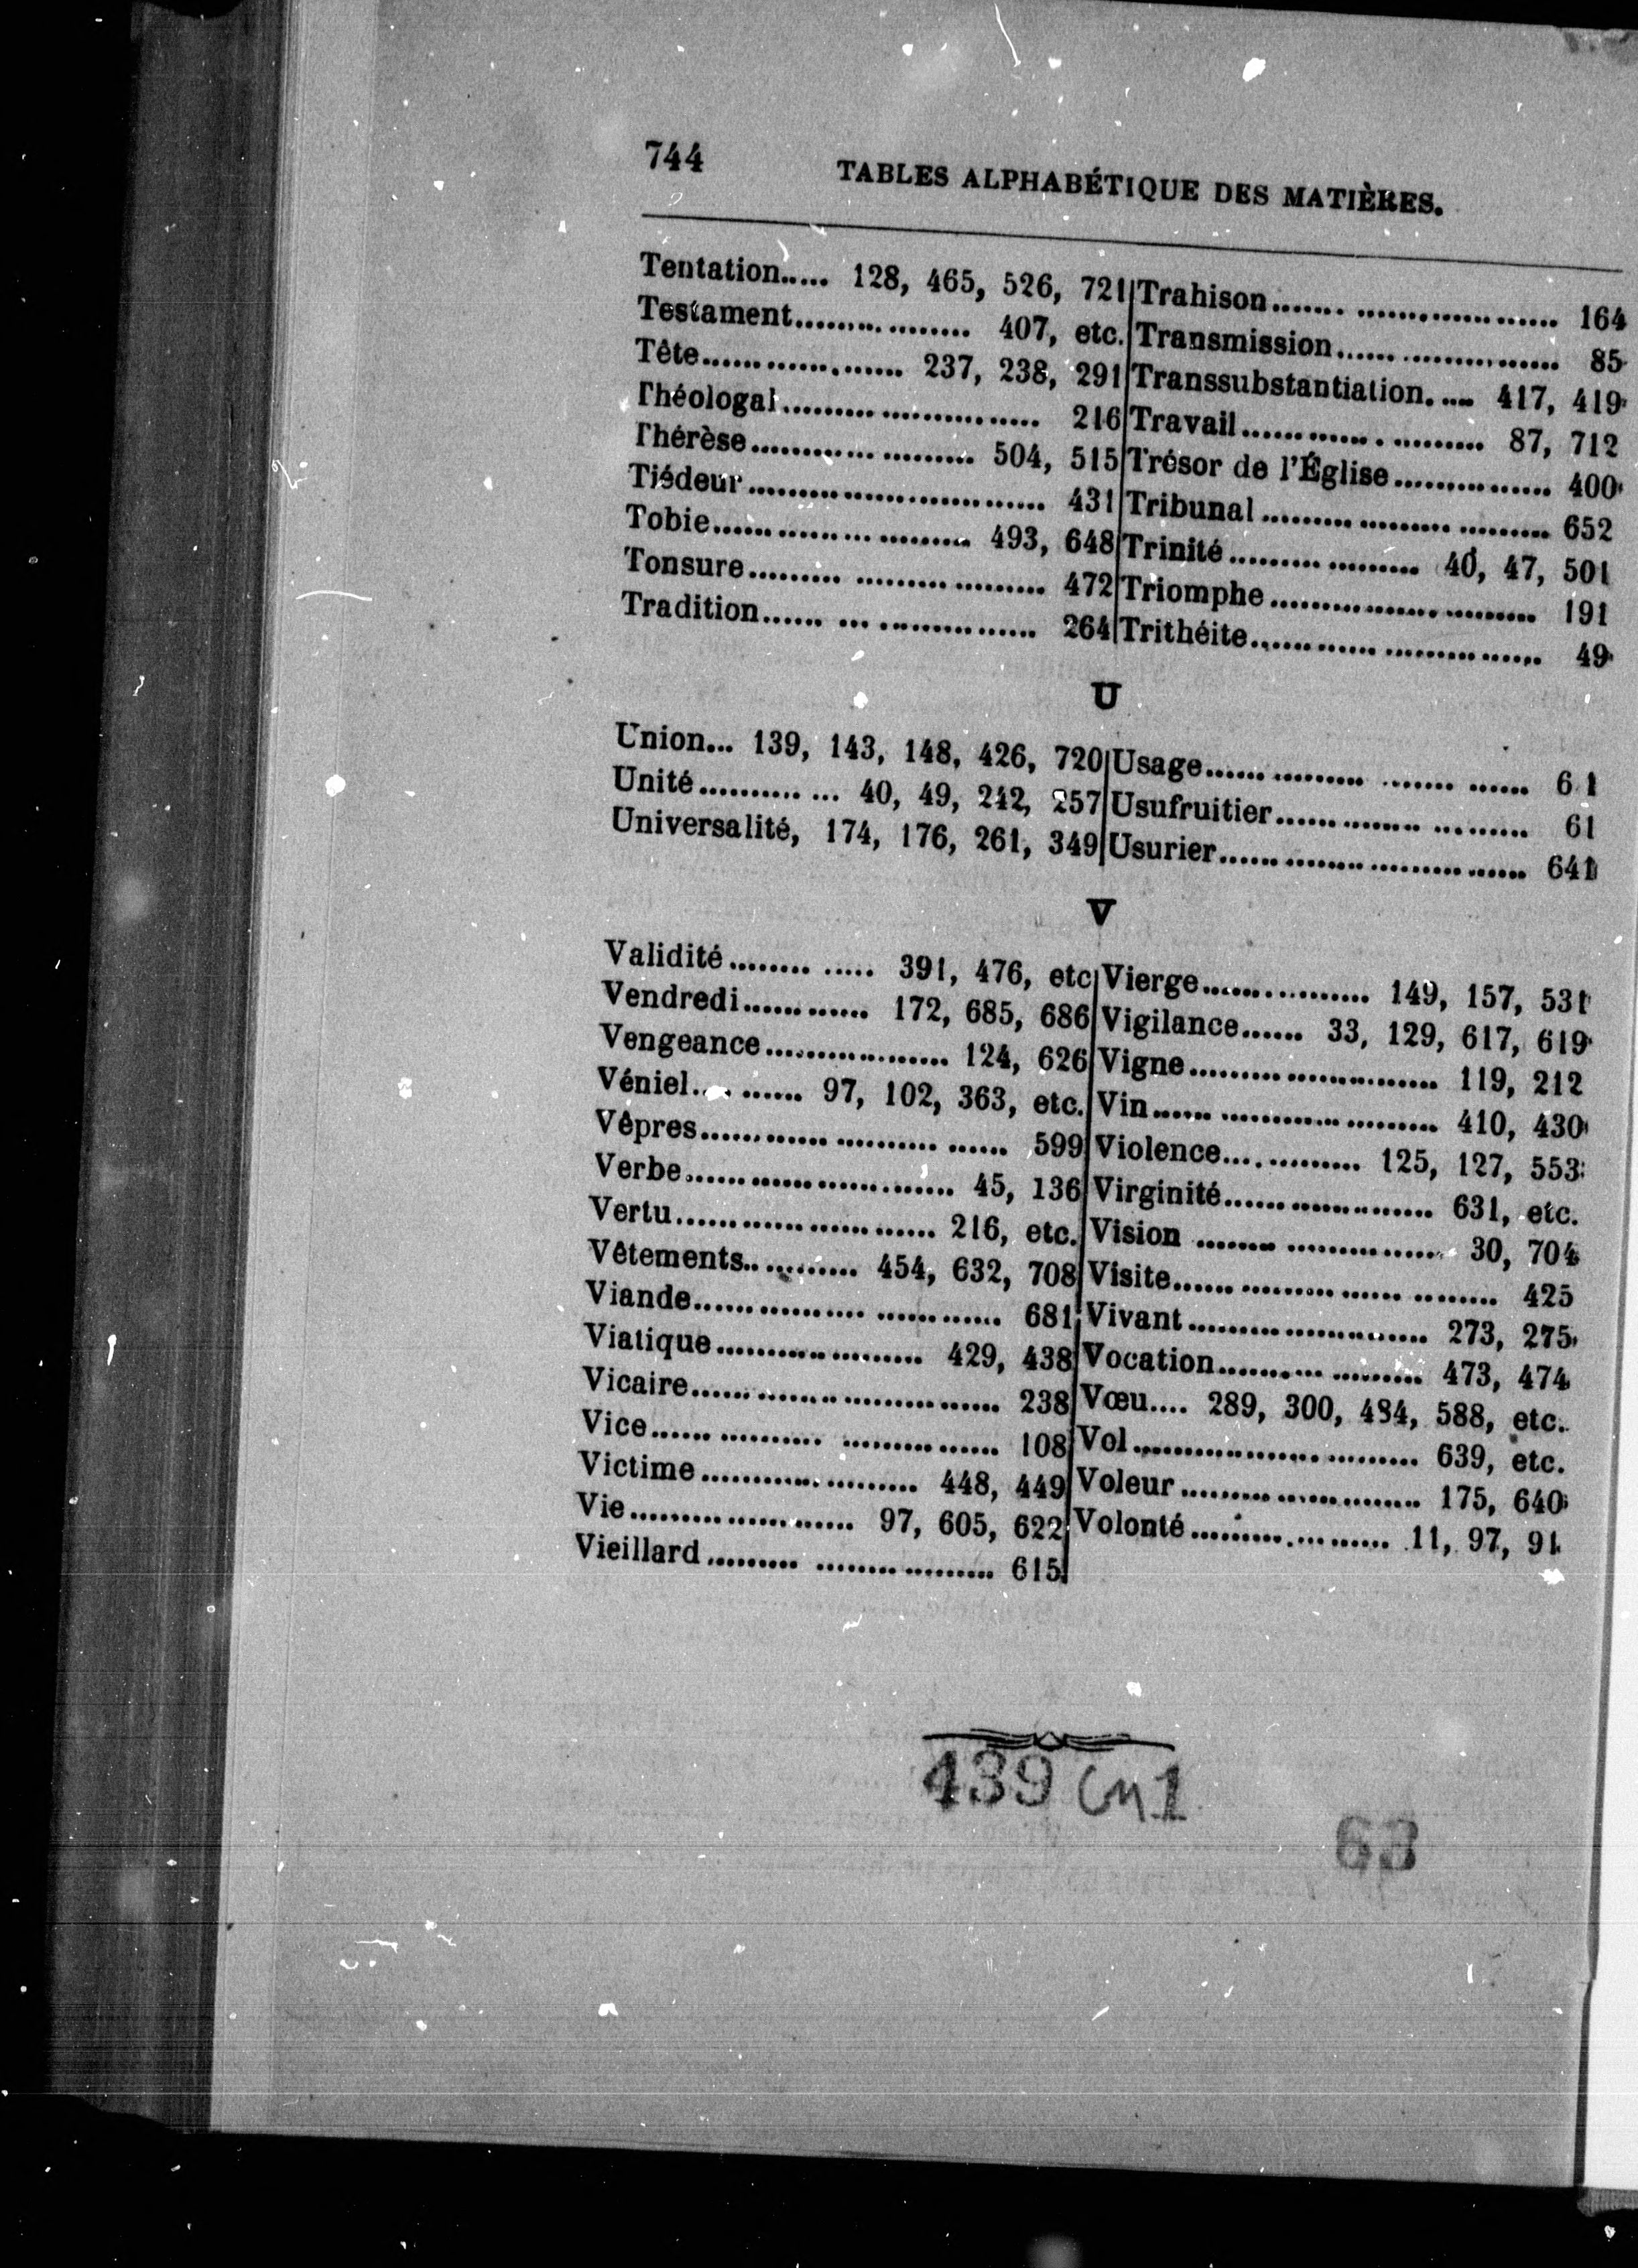 744
TABLES ALPHABÉTIQUE DES MATIÈRES.
Tentation..... 128, 465, 526, 721
Testament.................. 407, etc.
Tête.................... 237, 238, 291
Théologal.......................... 216
Thérèse...................... 504, 515
Tiédeur.............................. 431
Tobie.......................... 493, 648
Tonsure........................... 472
Tradition........................... 264
Trahison............................ 164
Transmission...................... 85
Transsubstantiation..... 417, 419
Travail........................ 87, 712
Trésor de l'Église............... 400
Tribunal............................ 652
Trinité.................. 40, 47, 501
Triomphe.......................... 191
Trithéite............................ 49
U
Union... 139, 143, 148, 426, 720
Unité............. 40, 49, 242, 257
Universalité, 174, 176, 261, 349
Usage............................... 61
Usufruitier........................ 61
Usurier.............................. 641
V
Validité............. 391, 476, etc
Vendredi............ 172, 685, 686
Vengeance.................. 124, 626
Véniel.......... 97, 102, 363, etc.
Vêpres.............................. 599
Verbe........................... 45, 136
Vertu......................... 216, etc.
Vêtements........... 454, 632, 708
Viande.............................. 681
Viatique.................... 429, 438
Vicaire.............................. 238
Vice.................................. 108
Victime..................... 448, 449
Vie...................... 97, 605, 622
Vieillard........................... 615
Vierge................. 149, 157, 531
Vigilance...... 33, 129, 617, 619
Vigne......................... 119, 212
Vin............................ 410, 430
Violence............. 125, 127, 553
Virginité..................... 631, etc.
Vision ......................... 30, 704
Visite................................ 425
Vivant........................ 273, 275
Vocation.................... 473, 474
Vœu.... 289, 300, 484, 588, etc.
Vol............................ 639, etc.
Voleur........................ 175, 640
Volonté.................... 11, 97, 91
439 cn1
63